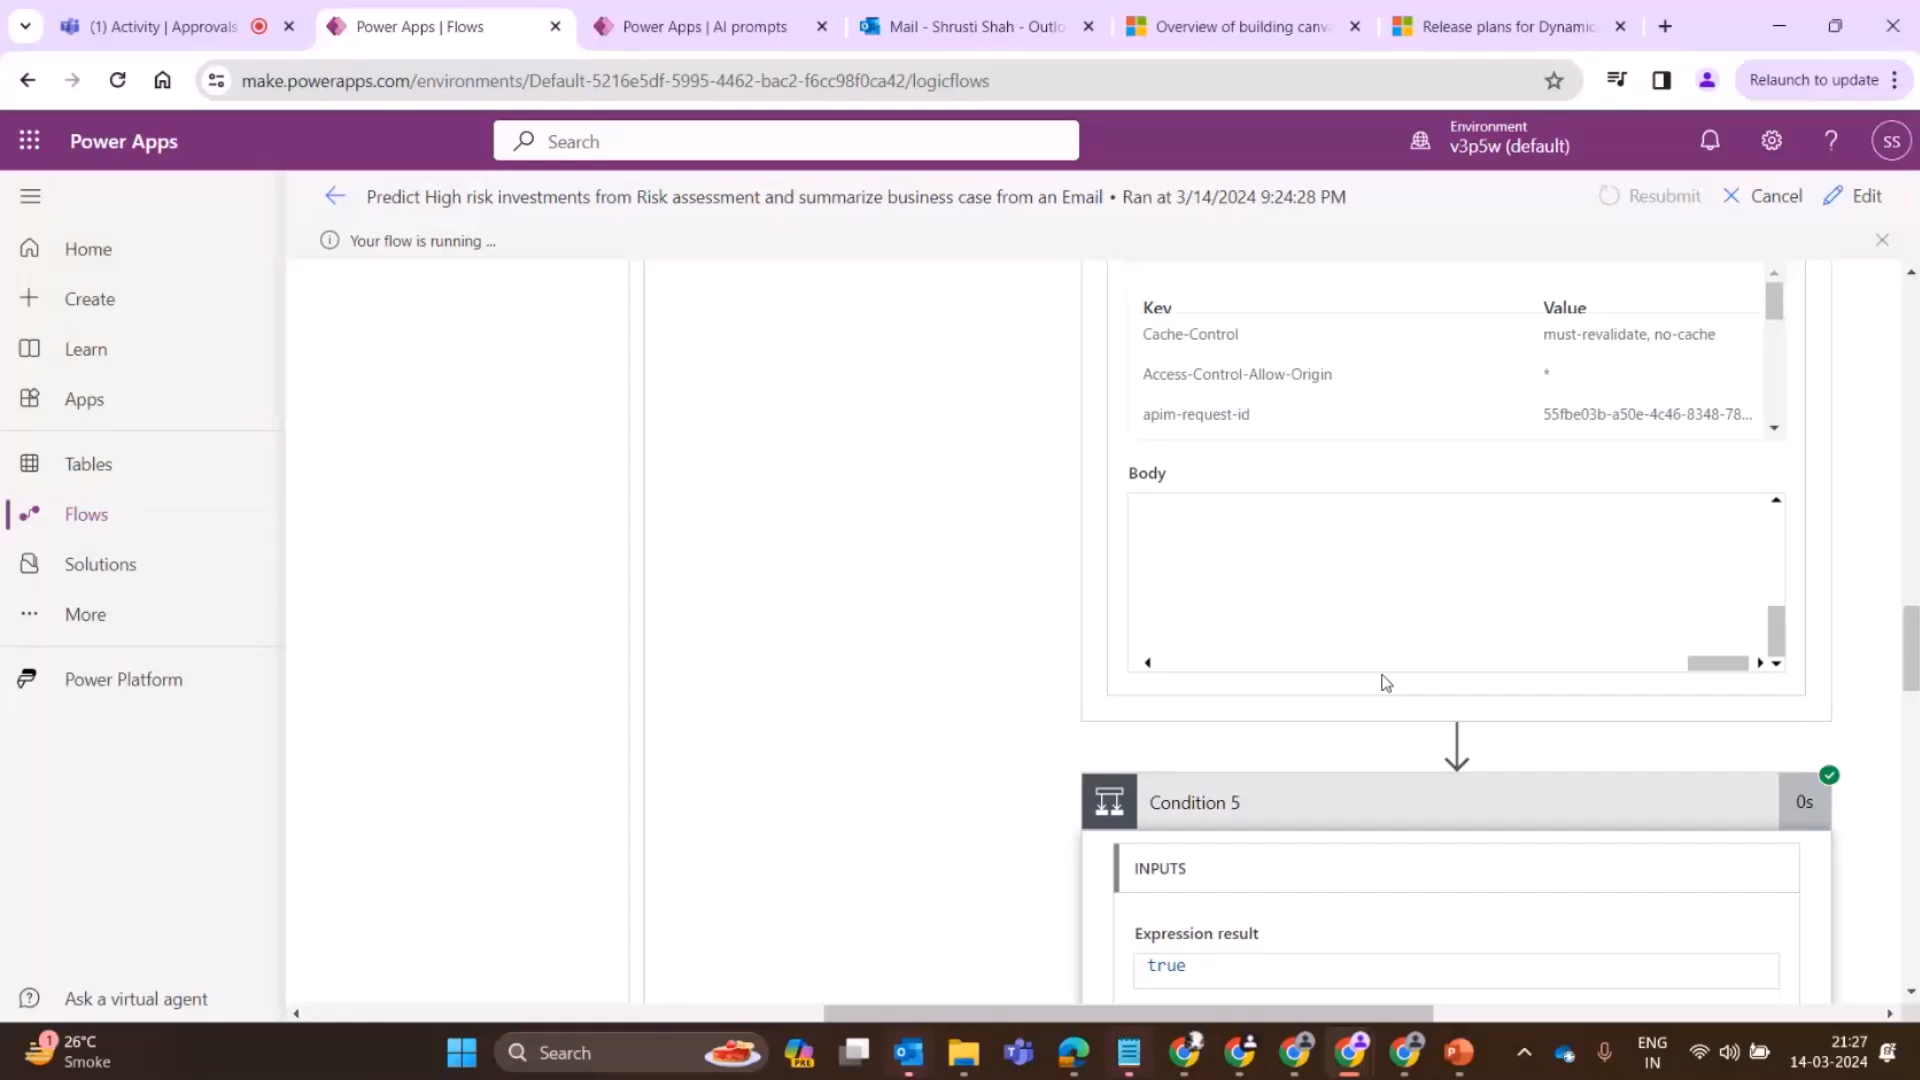 (1) Activity | Approvals
Power Apps | Flows
Power Apps | AI prompts
Mail - Shrusti Shah - Outlo
Overview of building canva
Release plans for Dynamic
make.powerapps.com/environments/Default-5216e5df-5995-4462-bac2-f6cc98f0ca42/logicflows
Relaunch to update
Power Apps
Search
Environment
v3p5w (default)
SS
Predict High risk investments from Risk assessment and summarize business case from an Email • Ran at 3/14/2024 9:24:28 PM
Resubmit
Cancel
Edit
Your flow is running ...
Home
Create
Learn
Apps
Tables
Flows
Solutions
More
Power Platform
Ask a virtual agent
Key Value
Cache-Control must-revalidate, no-cache
Access-Control-Allow-Origin *
apim-request-id 55fbe03b-a50e-4c46-8348-78...
Body
Condition 5
0s
INPUTS
Expression result
true
1
26°C
Smoke
Search
PRE
ENG
IN
21:27
14-03-2024